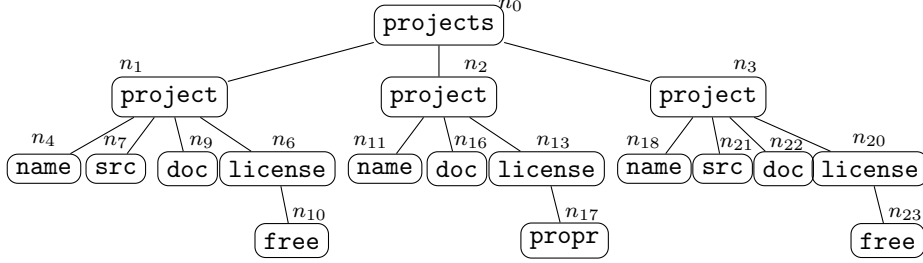 n₀
projects
n₁ n₂ n₃
project project project
n₄ n₇ n₉ n₆ n₁₁ n₁₆ n₁₃ n₁₈ n₂₁ n₂₂ n₂₀
name src doc license name doc license name src doc license
n₁₀ n₁₇ n₂₃
free propr free